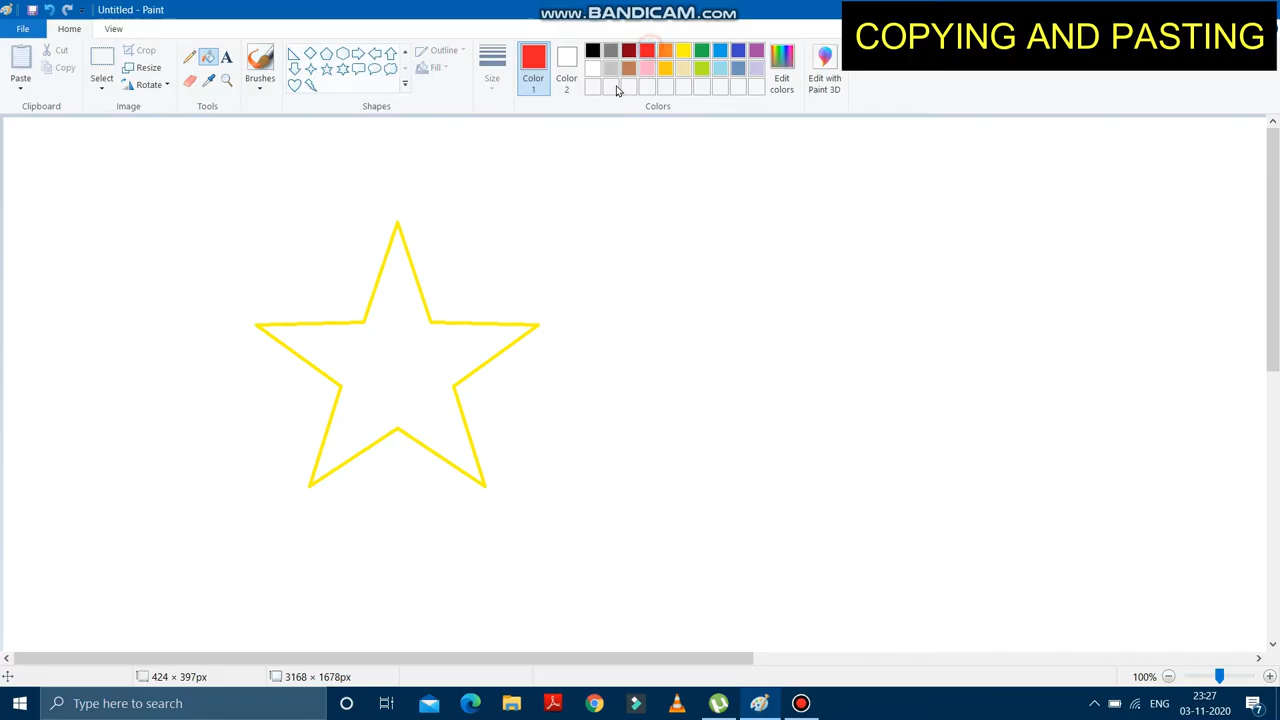 Untitled - Paint
www.BANDICAM.com
COPYING AND PASTING
File
Home
View
Paste
Cut
Copy
Clipboard
Select
Crop
Resize
Rotate
Image
A
Tools
Brushes
Outline
Fill
Shapes
Size
Color
1
Color
2
Colors
Edit
colors
Edit with
Paint 3D
424 × 397px
3168 × 1678px
100%
Type here to search
ENG
23:27
03-11-2020
7